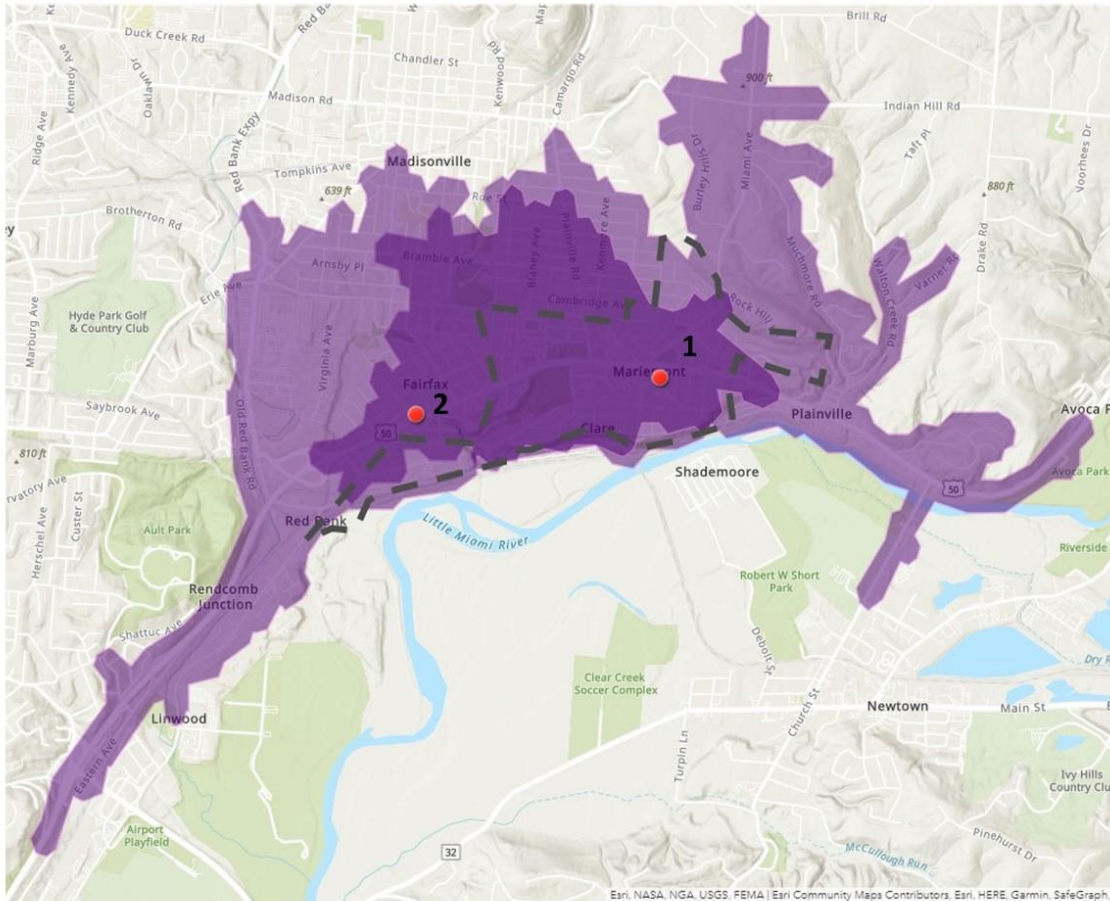 Duck Creek Rd
Brill Rd
Kennedy Ave
Oaklawn Dr
Chandler St
Kenwood Rd
Camargo Rd
900 ft
Madison Rd
Indian Hill Rd
Ridge Ave
Red Bank Expy
Burley Hills Dr
Miami Ave
Taft Pl
Voorhees Dr
Madisonville
Tompkins Ave
639 ft
Roe St
880 ft
Brotherton Rd
Plainville Rd
Kenmore Ave
Blaney Ave
Drake Rd
Bramble Ave
Arnsby Pl
Muchmore Rd
Walton Creek Rd
Varner Rd
Erie Ave
Cambridge Ave
Rock Hill
Hyde Park Golf
& Country Club
Marburg Ave
Virginia Ave
1
Mariemont
Fairfax
2
Saybrook Ave
Old Red Bank Rd
50
Clare
Plainville
Avoca P
810 ft
Shademoore
Avoca Park
50
rvatory Ave
Custer St
Herschel Ave
Ault Park
Red Bank
Little Miami River
Riverside
Robert W Short
Park
Rendcomb
Junction
Shattuc Ave
Debolt St
Dry R
Clear Creek
Soccer Complex
Linwood
Church St
Newtown
Main St
Turpin Ln
Eastern Ave
Ivy Hills
Country Clu
Airport
Playfield
32
Pinehurst Dr
McCullough Run
Esri, NASA, NGA, USGS, FEMA | Esri Community Maps Contributors, Esri, HERE, Garmin, SafeGraph